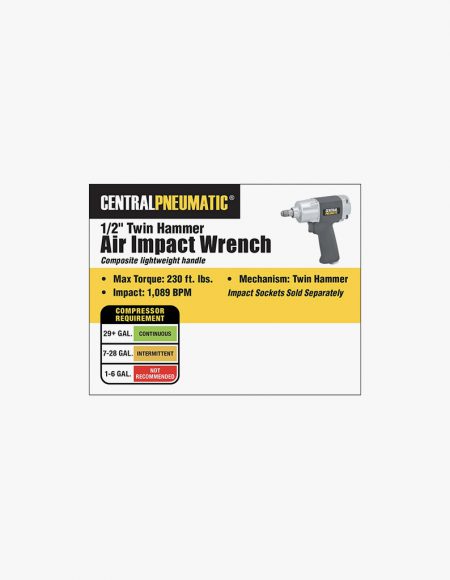 CENTRALPNEUMATIC®
1/2" Twin Hammer
Air Impact Wrench
Composite lightweight handle
• Max Torque: 230 ft. lbs.
• Impact: 1,089 BPM
• Mechanism: Twin Hammer
Impact Sockets Sold Separately
COMPRESSOR
REQUIREMENT
29+ GAL. CONTINUOUS
7-28 GAL. INTERMITTENT
1-6 GAL. NOT
RECOMMENDED